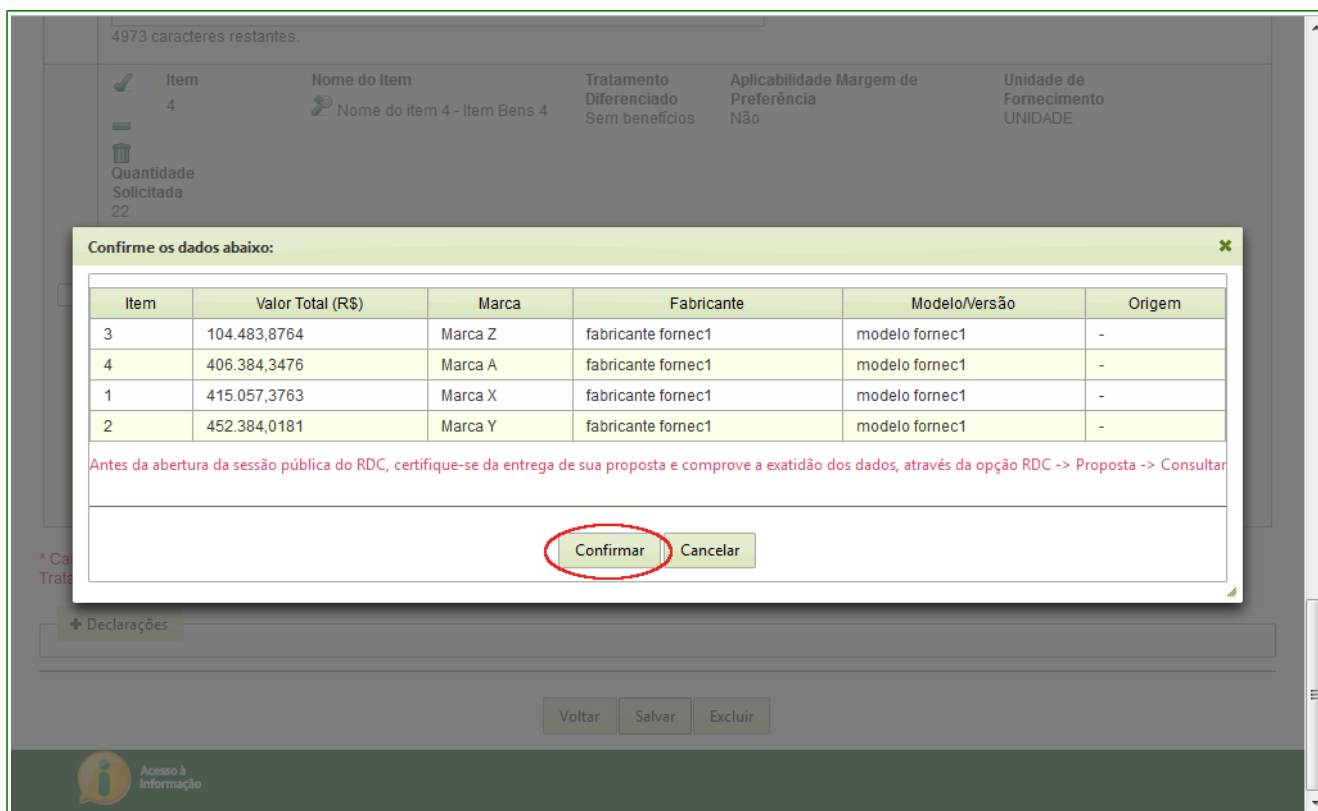 4973 caracteres restantes.
Item Nome do Item Tratamento Diferenciado Aplicabilidade Margem de Preferência Unidade de Fornecimento
4 Nome do item 4 - Item Bens 4 Sem benefícios Não UNIDADE
Quantidade
Solicitada
22
Confirme os dados abaixo:
Item Valor Total (R$) Marca Fabricante Modelo/Versão Origem
3 104.483,8764 Marca Z fabricante fornec1 modelo fornec1 -
4 406.384,3476 Marca A fabricante fornec1 modelo fornec1 -
1 415.057,3763 Marca X fabricante fornec1 modelo fornec1 -
2 452.384,0181 Marca Y fabricante fornec1 modelo fornec1 -
Antes da abertura da sessão pública do RDC, certifique-se da entrega de sua proposta e comprove a exatidão dos dados, através da opção RDC -> Proposta -> Consultar
Confirmar Cancelar
+ Declarações
Voltar Salvar Excluir
Acesso à
Informação